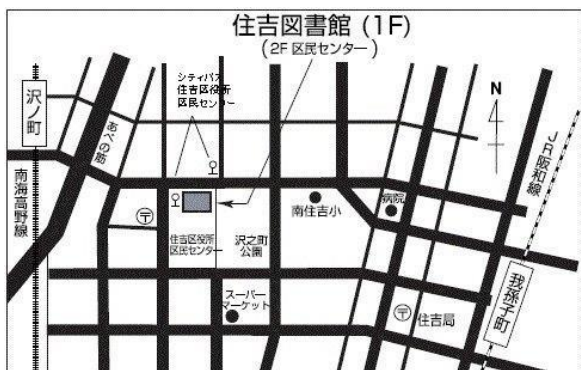 住吉図書館 (1F)
(2F 区民センター)
シティバス
住吉区役所
区民センター
沢ノ町
あべの筋
N
JR阪和線
南海高野線
〒
住吉区役所
区民センター
沢之町
公園
南住吉小
病院
スーパー
マーケット
〒
住吉局
我孫子町